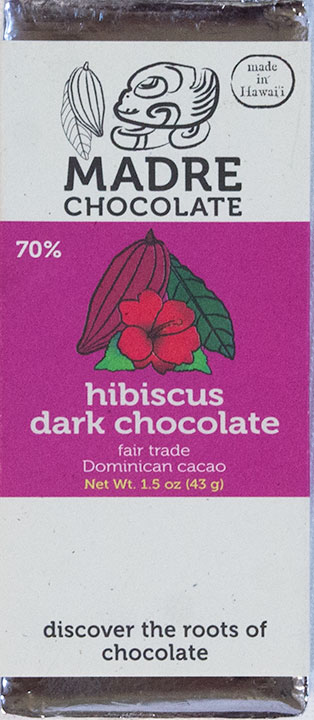 made
in
Hawai'i
MADRE
CHOCOLATE
70%
hibiscus
dark chocolate
fair trade
Dominican cacao
Net Wt. 1.5 oz (43 g)
discover the roots of
chocolate